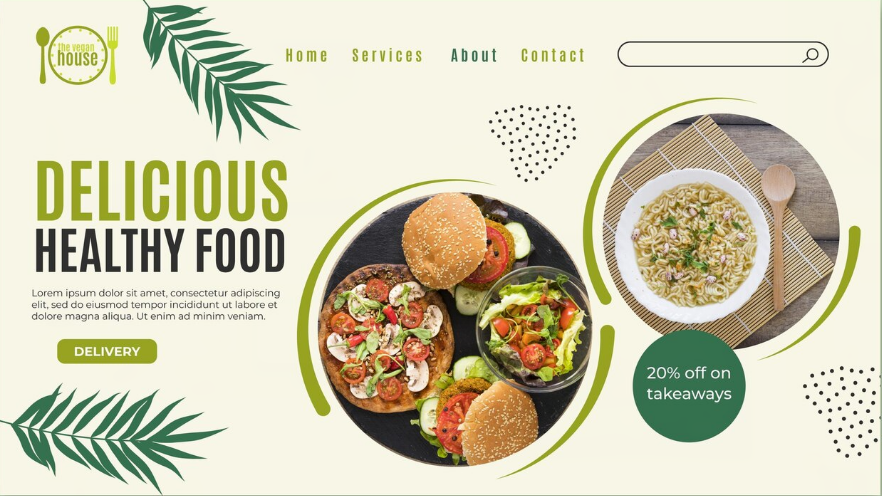 the vegan
house
Home Services About Contact
DELICIOUS
HEALTHY FOOD
Lorem ipsum dolor sit amet, consectetur adipiscing
elit, sed do eiusmod tempor incididunt ut labore et
dolore magna aliqua. Ut enim ad minim veniam.
DELIVERY
20% off on
takeaways